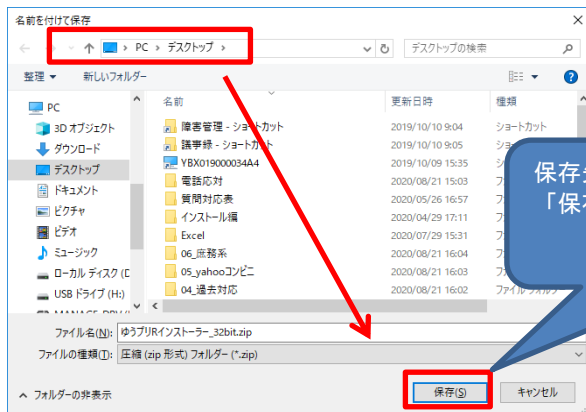 名前を付けて保存
PC › デスクトップ ›
デスクトップの検索
整理 ▼ 新しいフォルダー
PC
3D オブジェクト
ダウンロード
デスクトップ
ドキュメント
ピクチャ
ビデオ
ミュージック
ローカル ディスク (C
USB ドライブ (H:)
名前 更新日時 種類
障害管理 - ショートカット 2019/10/10 9:04 ショートカット
議事録 - ショートカット 2019/10/10 9:05
YBX019000034A4 2019/10/09 15:35
電話応対 2020/08/21 15:03
質問対応表 2020/05/26 16:57
インストール編 2020/04/29 17:11
Excel 2020/07/29 15:31
06_庶務系 2020/08/21 16:04
05_yahooコンビニ 2020/08/21 16:03
04_過去対応 2020/08/21 16:02
保存
「保
ファイル名(N): ゆうプリRインストーラー_32bit.zip
ファイルの種類(T): 圧縮 (zip 形式) フォルダー (*.zip)
フォルダーの非表示
保存(S) キャンセル